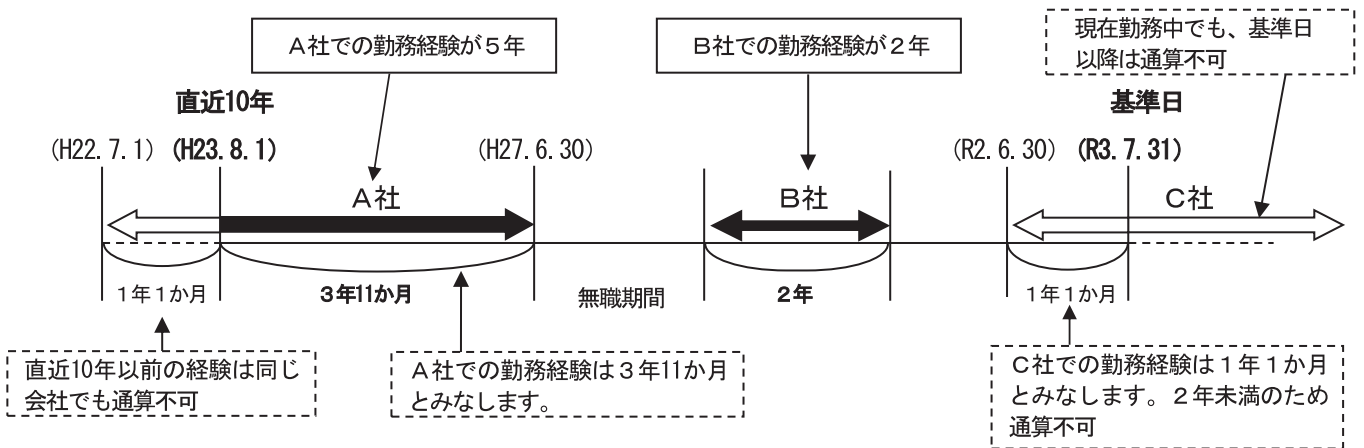 A社での勤務経験が5年
B社での勤務経験が2年
現在勤務中でも、基準日
以降は通算不可
直近10年
基準日
(H22. 7. 1) (H23. 8. 1)
(H27. 6. 30)
(R2. 6. 30) (R3. 7. 31)
A社
B社
C社
1年1か月
3年11か月
無職期間
2年
1年1か月
直近10年以前の経験は同じ
会社でも通算不可
A社での勤務経験は3年11か月
とみなします。
C社での勤務経験は1年1か月
とみなします。2年未満のため
通算不可